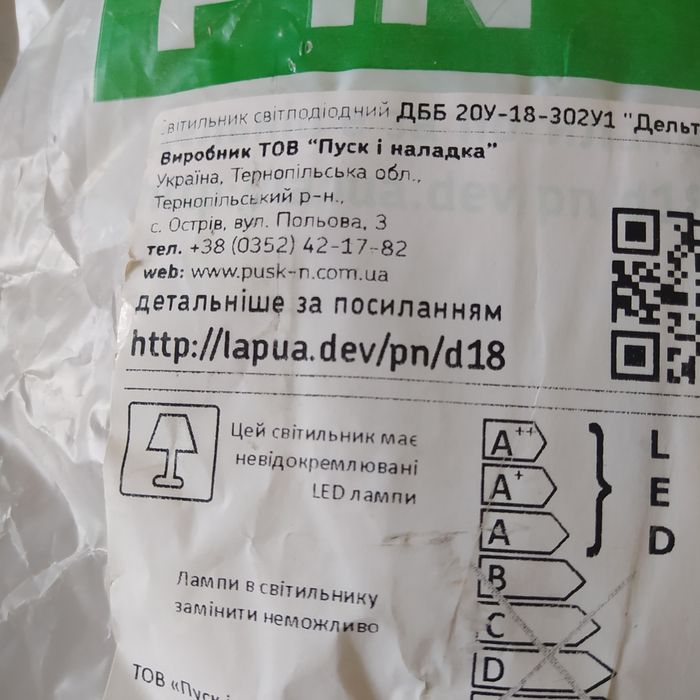 PN
Світильник світлодіодний ДББ 20У-18-302У1 "Дельт
Виробник ТОВ "Пуск і наладка"
Україна, Тернопільська обл.,
Тернопільський р-н.,
с. Острів, вул. Польова, 3
тел. +38 (0352) 42-17-82
web: www.pusk-n.com.ua
детальніше за посиланням
http://lapua.dev/pn/d18
Цей світильник має
невідокремлювані
LED лампи
A++
A+
A
B
C
D
L
E
D
Лампи в світильнику
замінити неможливо
ТОВ «Пуск і